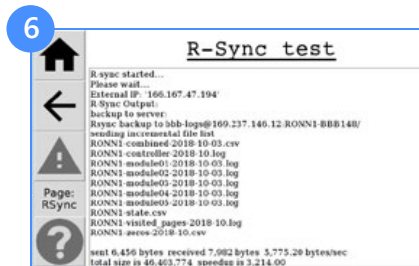 6
R-Sync test
R-sync started...
Please wait...
External IP: '166.167.47.194'
R-Sync Output:
backup to server:
Rsync backup to bbb-logs@169.237.146.12-RONN1-BBB148/
sending incremental file list
RONN1-combined-2018-10-03.csv
RONN1-controller-2018-10.log
RONN1-module01-2018-10-03.log
RONN1-module02-2018-10-03.log
RONN1-module03-2018-10-03.log
RONN1-module04-2018-10-03.log
RONN1-module05-2018-10-03.log
RONN1-state.csv
RONN1-visited_pages-2018-10.log
RONN1-zeros-2018-10.csv
sent 6,456 bytes received 7,982 bytes 5,775.20 bytes/sec
total size is 46,403,774 speedup is 3,214.00
Page:
RSync
?